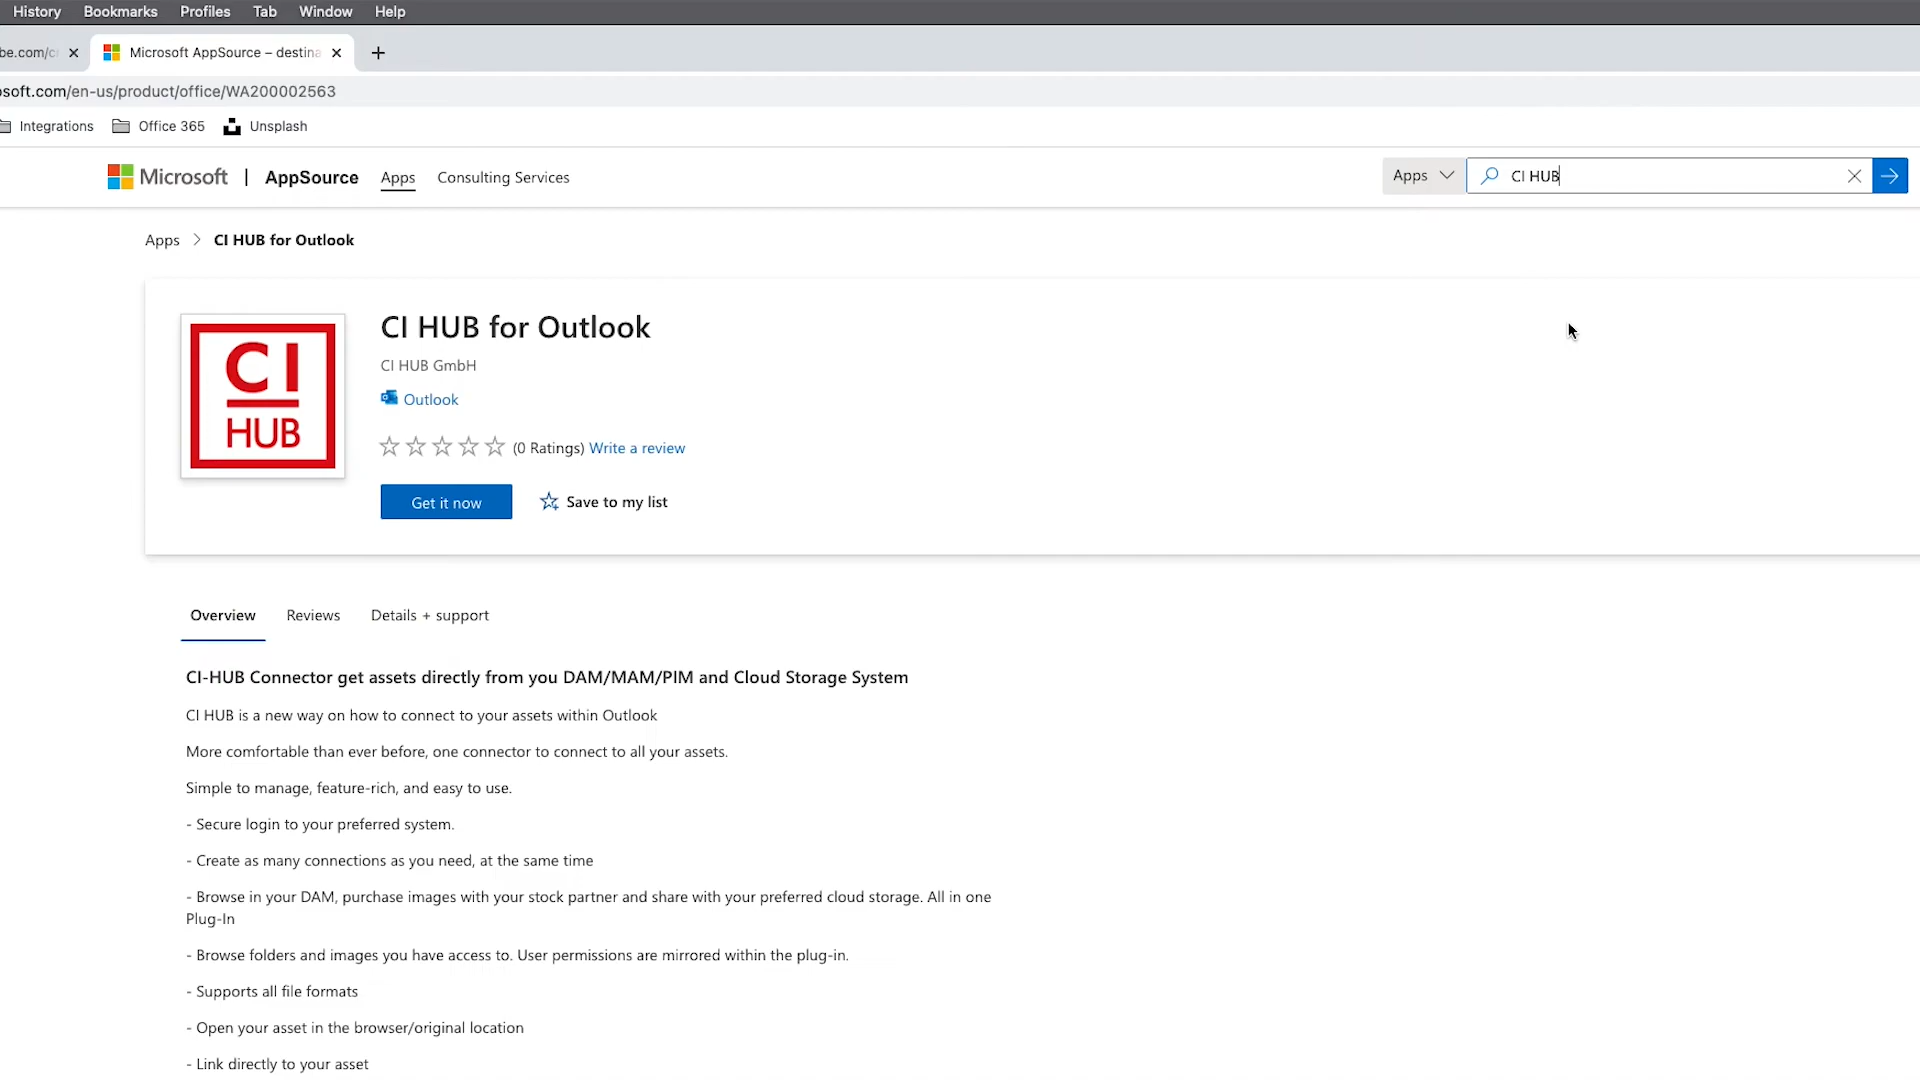 History Bookmarks Profiles Tab Window Help
be.com/c Microsoft AppSource – destina
osoft.com/en-us/product/office/WA200002563
Integrations Office 365 Unsplash
Microsoft | AppSource Apps Consulting Services Apps CI HUB
Apps > CI HUB for Outlook
CI
HUB
CI HUB for Outlook
CI HUB GmbH
Outlook
(0 Ratings) Write a review
Get it now Save to my list
Overview Reviews Details + support
CI-HUB Connector get assets directly from you DAM/MAM/PIM and Cloud Storage System
CI HUB is a new way on how to connect to your assets within Outlook
More comfortable than ever before, one connector to connect to all your assets.
Simple to manage, feature-rich, and easy to use.
- Secure login to your preferred system.
- Create as many connections as you need, at the same time
- Browse in your DAM, purchase images with your stock partner and share with your preferred cloud storage. All in one
Plug-In
- Browse folders and images you have access to. User permissions are mirrored within the plug-in.
- Supports all file formats
- Open your asset in the browser/original location
- Link directly to your asset